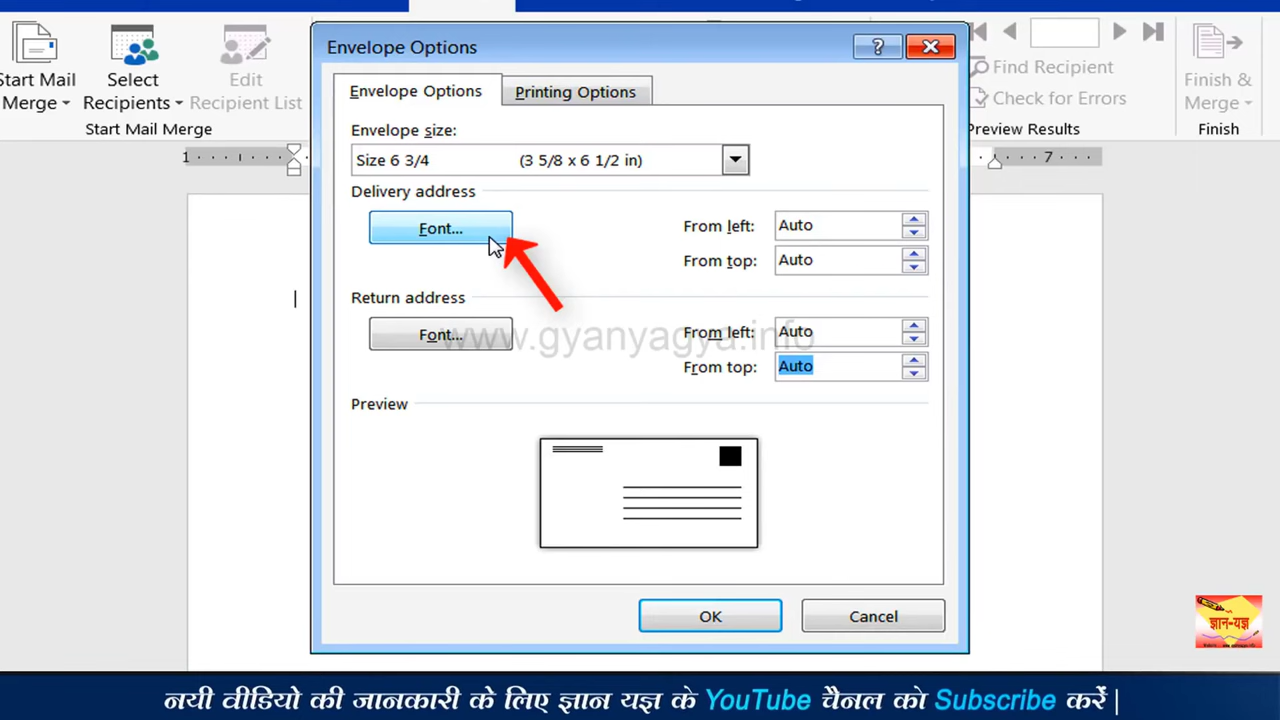 Envelope Options
?
Start Mail
Merge
Select
Recipients
Edit
Recipient List
Start Mail Merge
Find Recipient
Check for Errors
Preview Results
Finish &
Merge
Finish
1
7
Envelope Options
Printing Options
Envelope size:
Size 6 3/4 (3 5/8 x 6 1/2 in)
Delivery address
Font...
From left: Auto
From top: Auto
Return address
Font...
From left: Auto
From top: Auto
www.gyanyagya.info
Preview
OK
Cancel
ज्ञान-यज्ञ
नयी वीडियो की जानकारी के लिए ज्ञान यज्ञ के YouTube चैनल को Subscribe करें |